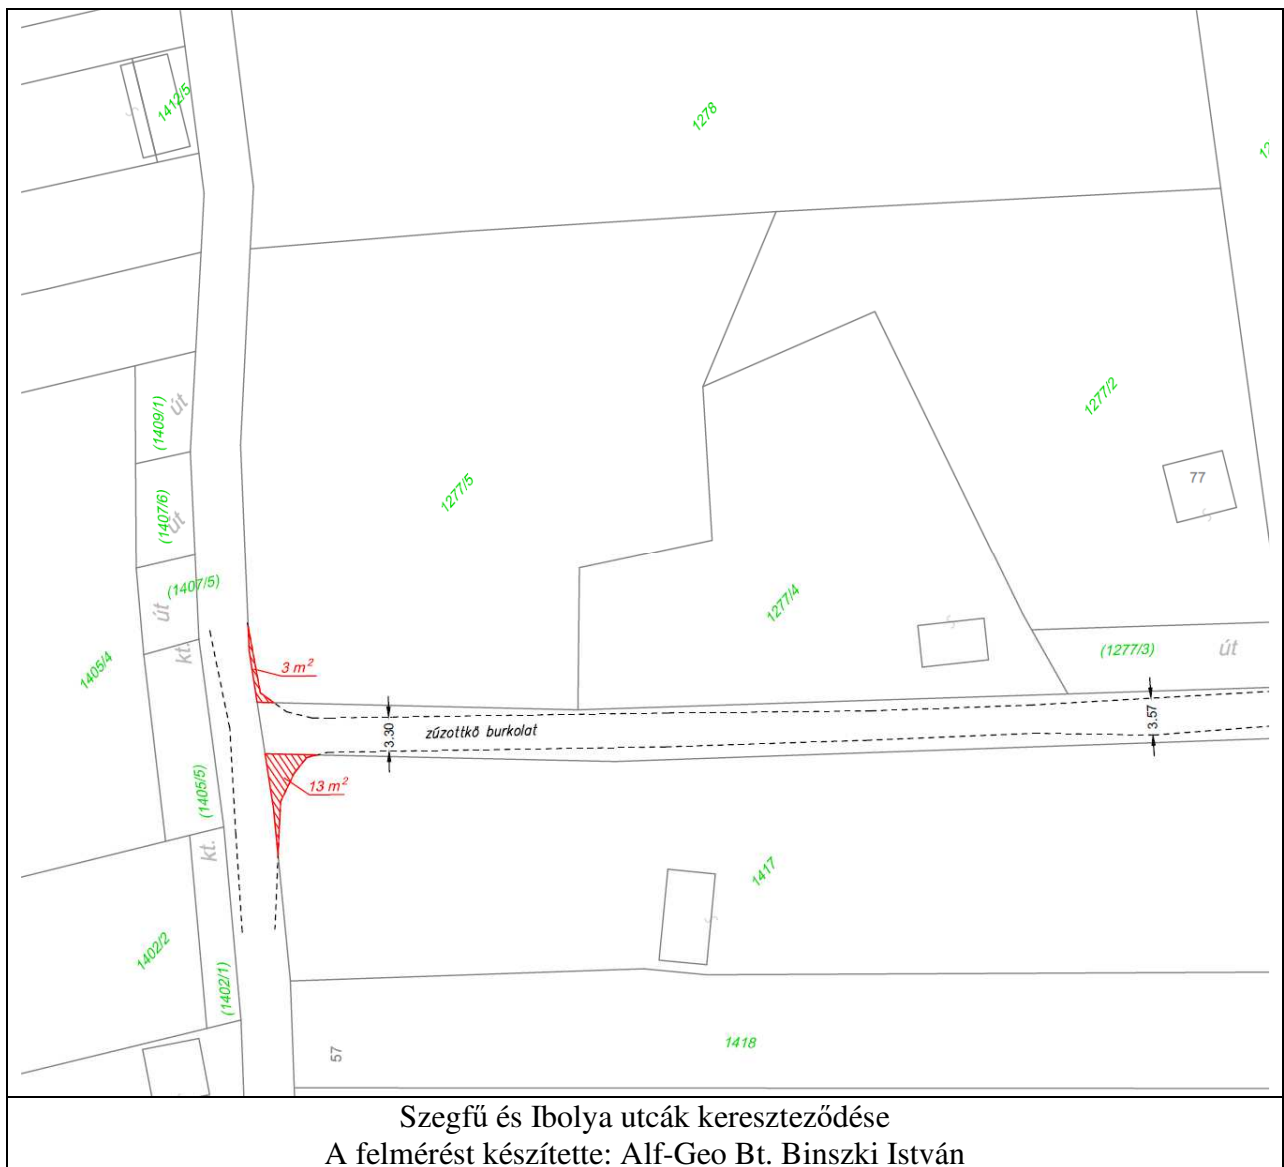 1412/5
1278
12
(1409/1)
út
1277/2
1277/5
77
(1407/6)
út
(1407/5)
út
1277/4
kt.
1405/4
(1277/3)
út
3 m²
3.30
zúzottkő burkolat
3.57
(1405/5)
13 m²
kt.
1417
1402/2
(1402/1)
57
1418
Szegfű és Ibolya utcák kereszteződése
A felmérést készítette: Alf-Geo Bt. Binszki István